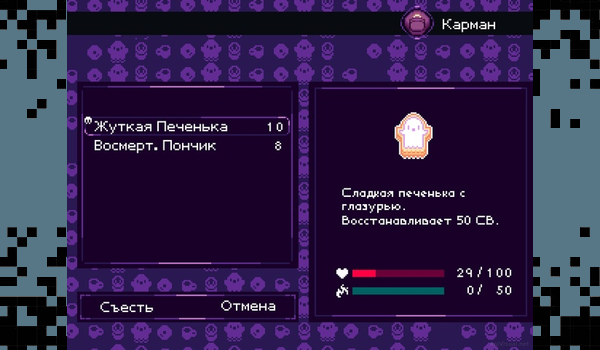 Карман
Жуткая Печенька 10
Восмерт. Пончик 8
Сладкая печенька с
глазурью.
Восстанавливает 50 СВ.
29/100
0/ 50
Съесть Отмена